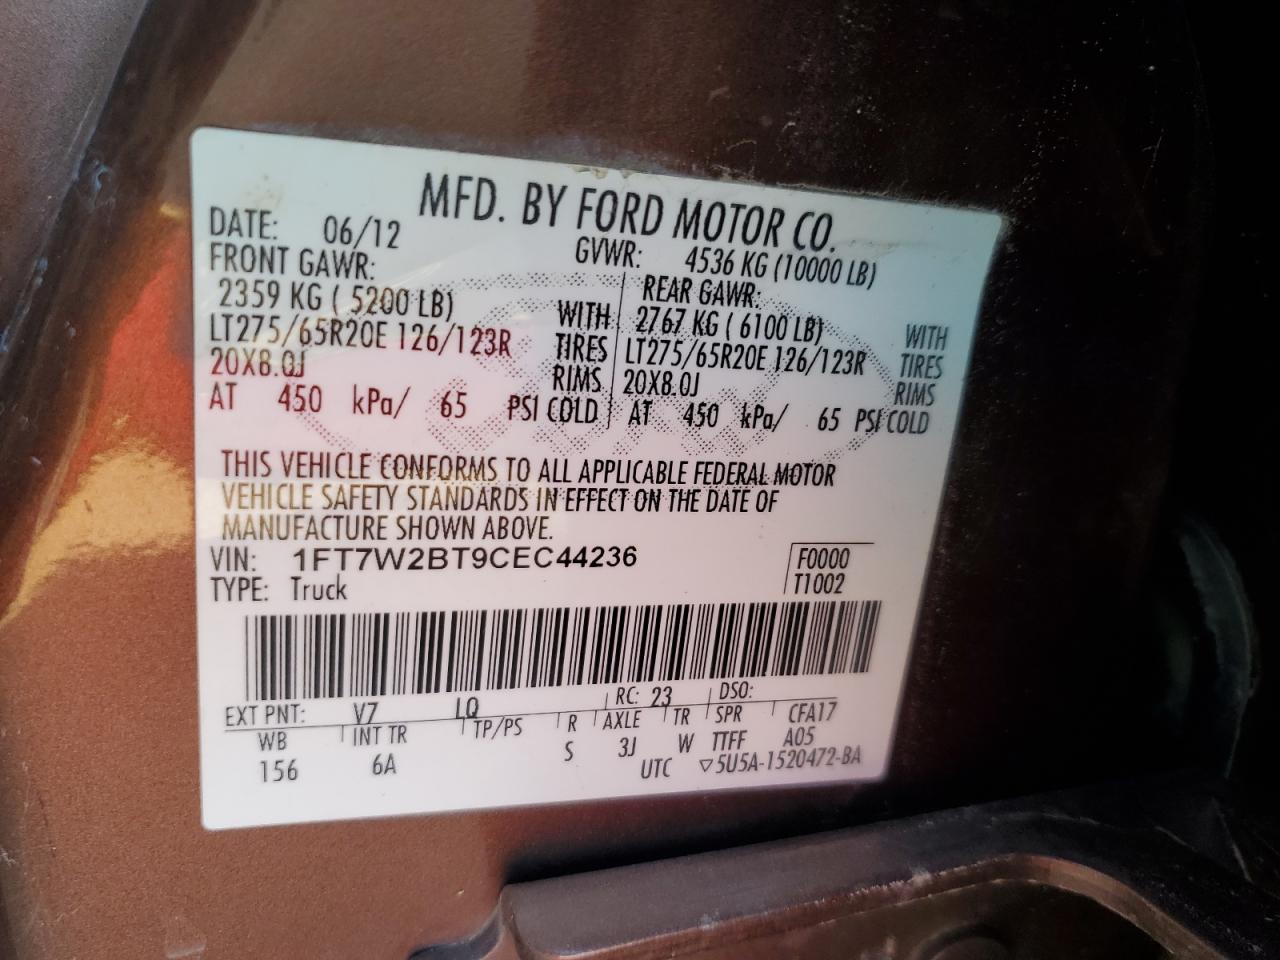 MFD. BY FORD MOTOR CO.
DATE: 06/12 GVWR: 4536 KG (10000 LB)
FRONT GAWR: REAR GAWR:
2359 KG ( 5200 LB) WITH 2767 KG ( 6100 LB) WITH
LT275/65R20E 126/123R TIRES LT275/65R20E 126/123R TIRES
20X8.0J RIMS 20X8.0J RIMS
AT 450 kPa/ 65 PSI COLD AT 450 kPa/ 65 PSI COLD
THIS VEHICLE CONFORMS TO ALL APPLICABLE FEDERAL MOTOR
VEHICLE SAFETY STANDARDS IN EFFECT ON THE DATE OF
MANUFACTURE SHOWN ABOVE.
VIN: 1FT7W2BT9CEC44236 F0000
TYPE: Truck T1002
EXT PNT: V7 LQ RC: 23 DSO:
WB INT TR TP/PS R AXLE TR SPR CFA17
156 6A S 3J W TTFF A05
UTC ▽5U5A-1520472-BA